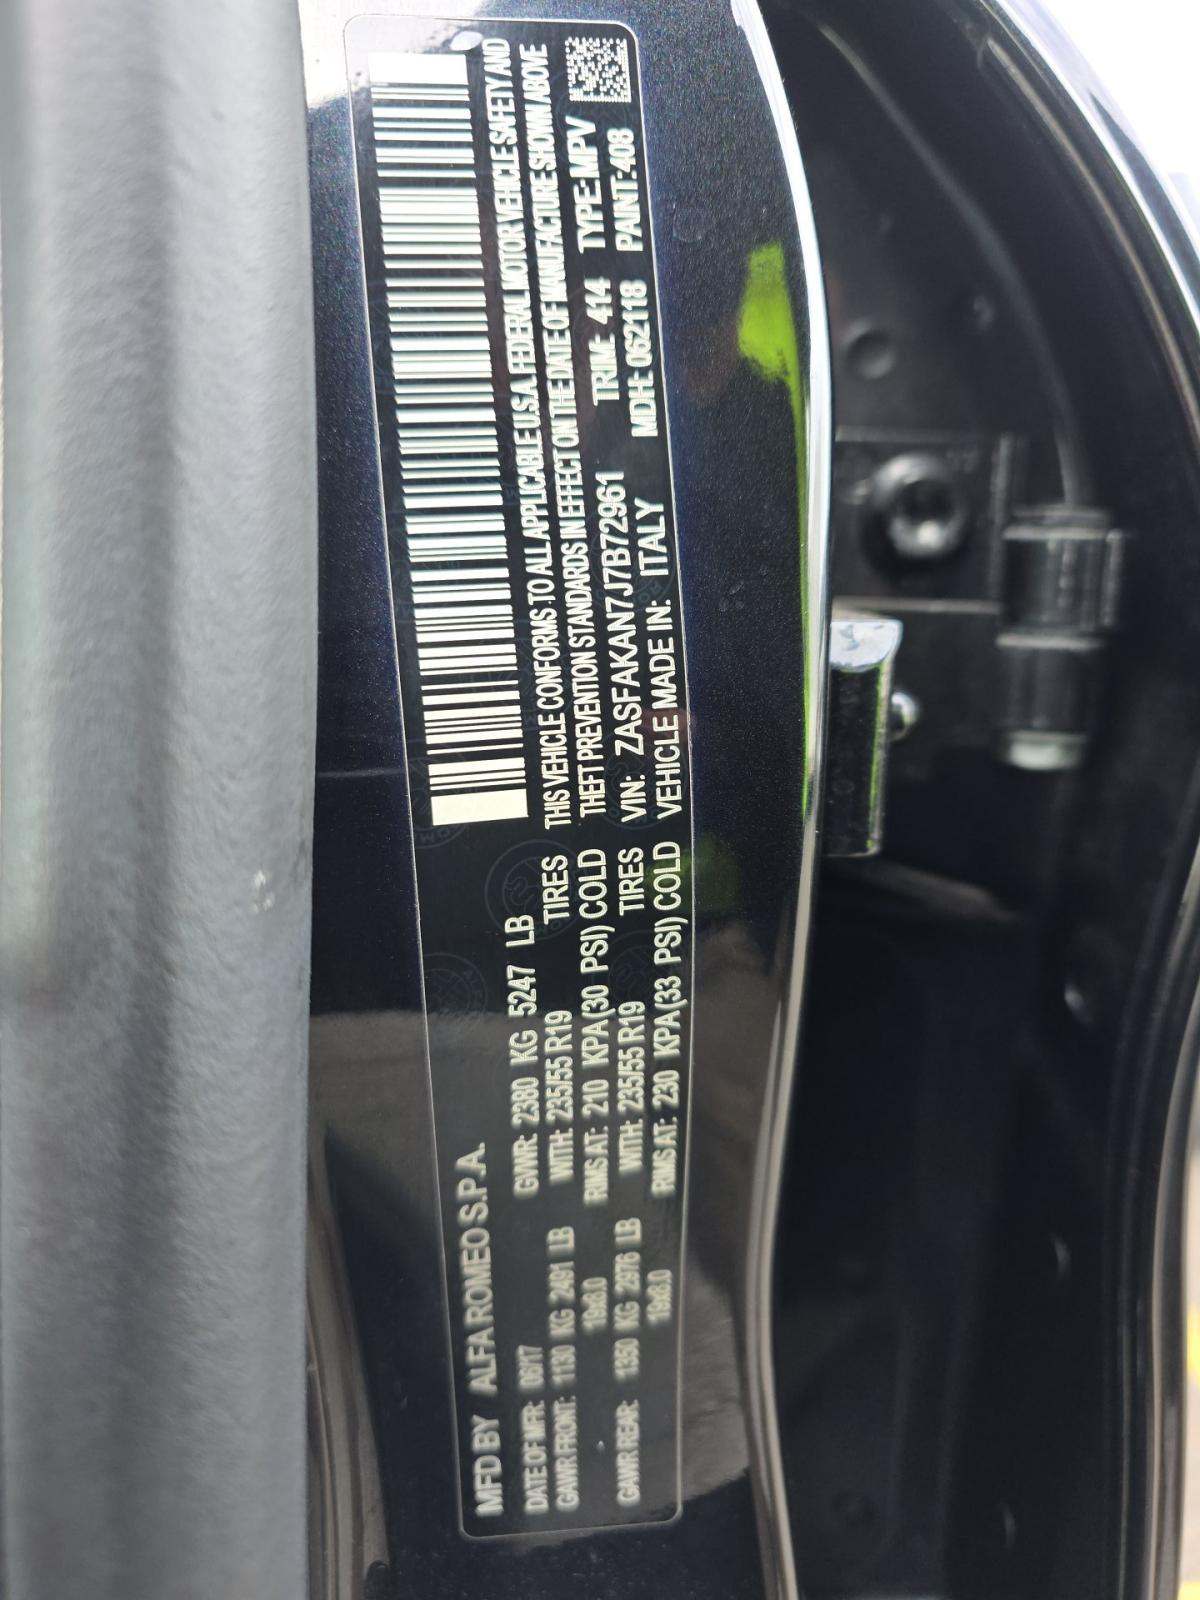 MFD BY ALFA ROMEO S.P.A.
DATE OF MFR: 06/17 GVWR: 2380 KG 5247 LB
GAWR FRONT: 1130 KG 2491 LB WITH: 235/55 R19 TIRES
19x8.0 RIMS AT: 210 KPA(30 PSI) COLD
GAWR REAR: 1350 KG 2976 LB WITH: 235/55 R19 TIRES
19x8.0 RIMS AT: 230 KPA(33 PSI) COLD
THIS VEHICLE CONFORMS TO ALL APPLICABLE U.S.A. FEDERAL MOTOR VEHICLE SAFETY AND
THEFT PREVENTION STANDARDS IN EFFECT ON THE DATE OF MANUFACTURE SHOWN ABOVE
VIN: ZASFAKAN7J7B72961 TRIM: 414 TYPE: MPV
VEHICLE MADE IN: ITALY MDH: 062118 PAINT: 408